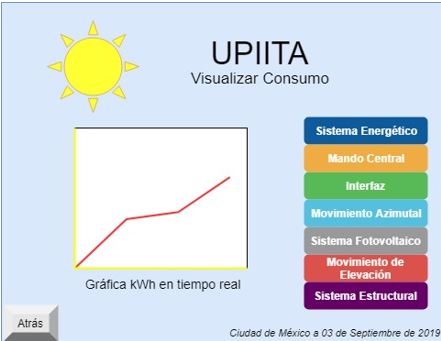 UPIITA
Visualizar Consumo
Sistema Energético
Mando Central
Interfaz
Movimiento Azimutal
Sistema Fotovoltaico
Movimiento de
Elevación
Sistema Estructural
Gráfica kWh en tiempo real
Atrás
Ciudad de México a 03 de Septiembre de 2019